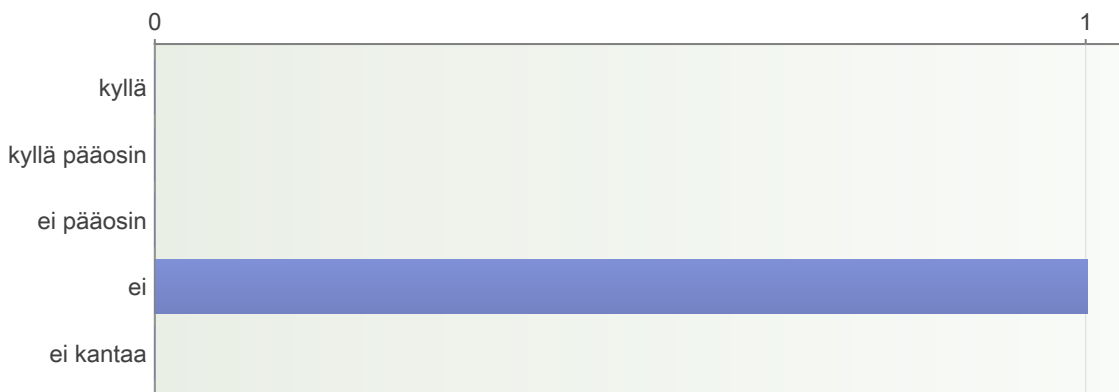 0 1
kyllä
kyllä pääosin
ei pääosin
ei
ei kantaa